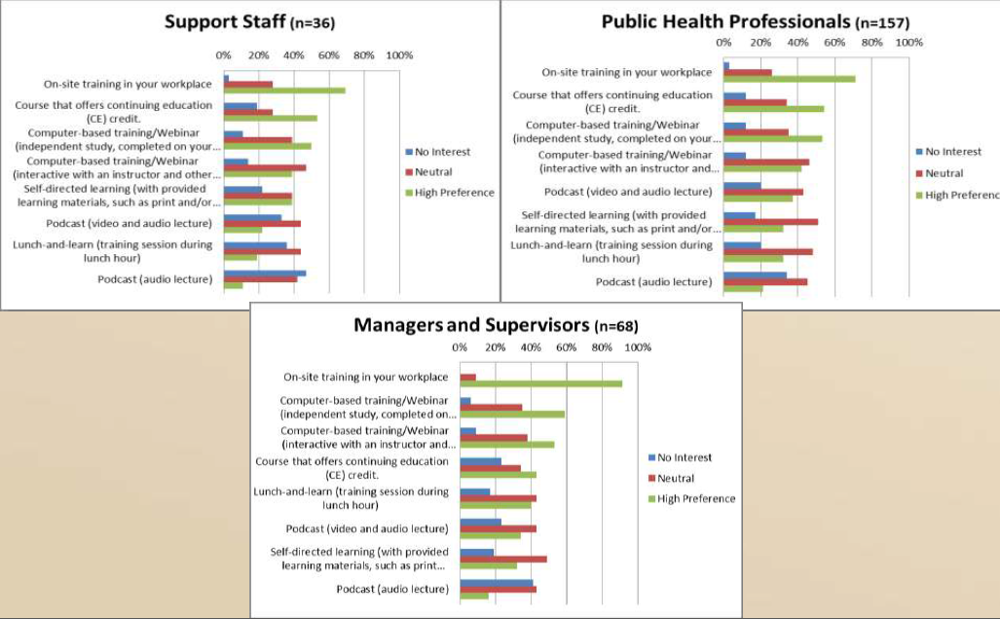 Support Staff (n=36)
0% 20% 40% 60% 80% 100%
On-site training in your workplace
Course that offers continuing education
(CE) credit.
Computer-based training/Webinar
(independent study, completed on your...
Computer-based training/Webinar
(interactive with an instructor and other...
Self-directed learning (with provided
learning materials, such as print and/or...
Podcast (video and audio lecture)
Lunch-and-learn (training session during
lunch hour)
Podcast (audio lecture)
No Interest
Neutral
High Preference
Public Health Professionals (n=157)
0% 20% 40% 60% 80% 100%
On-site training in your workplace
Course that offers continuing education
(CE) credit.
Computer-based training/Webinar
(independent study, completed on your...
Computer-based training/Webinar
(interactive with an instructor and...
Podcast (video and audio lecture)
Self-directed learning (with provided
learning materials, such as print and/or...
Lunch-and-learn (training session during
lunch hour)
Podcast (audio lecture)
No Interest
Neutral
High Preferenc
Managers and Supervisors (n=68)
0% 20% 40% 60% 80% 100%
On-site training in your workplace
Computer-based training/Webinar
(independent study, completed on...
Computer-based training/Webinar
(interactive with an instructor and...
Course that offers continuing education
(CE) credit.
Lunch-and-learn (training session during
lunch hour)
Podcast (video and audio lecture)
Self-directed learning (with provided
learning materials, such as print...
Podcast (audio lecture)
No Interest
Neutral
High Preference